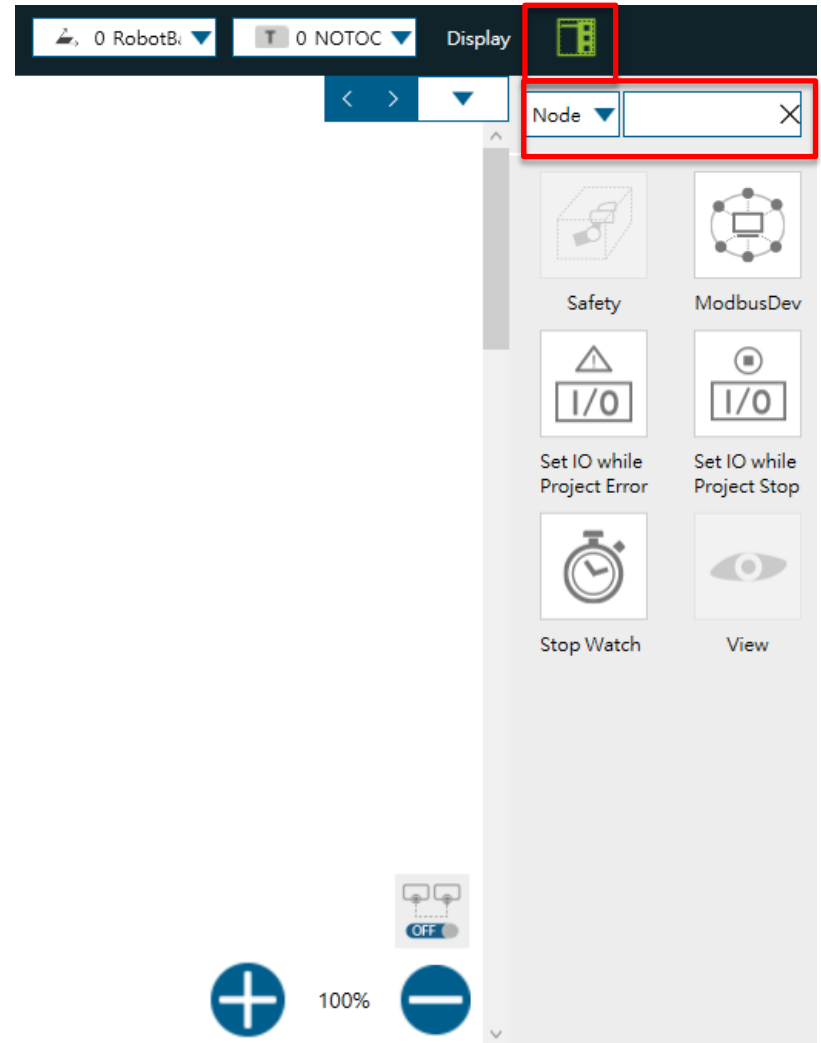 0 RobotBa
T 0 NOTOC
Display
Node
Safety
ModbusDev
I/O
I/O
Set IO while
Project Error
Set IO while
Project Stop
Stop Watch
View
OFF
100%